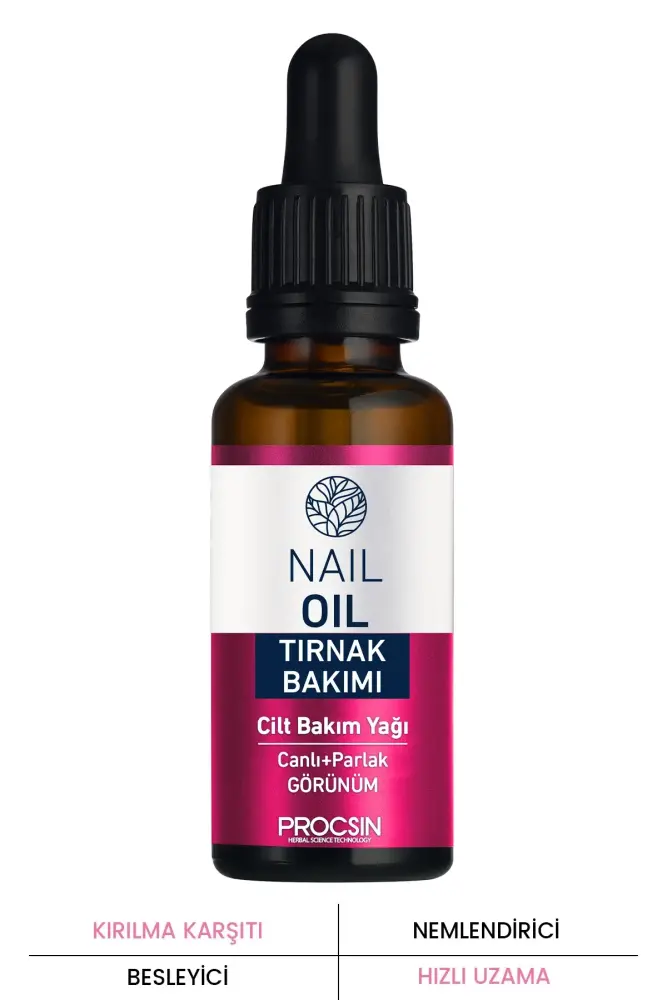 NAIL
OIL
TIRNAK
BAKIMI
Cilt Bakım Yağı
Canlı+Parlak
GÖRÜNÜM
PROCSIN
HERBAL SCIENCE TECHNOLOGY
KIRILMA KARŞITI
NEMLENDİRİCİ
BESLEYİCİ
HIZLI UZAMA